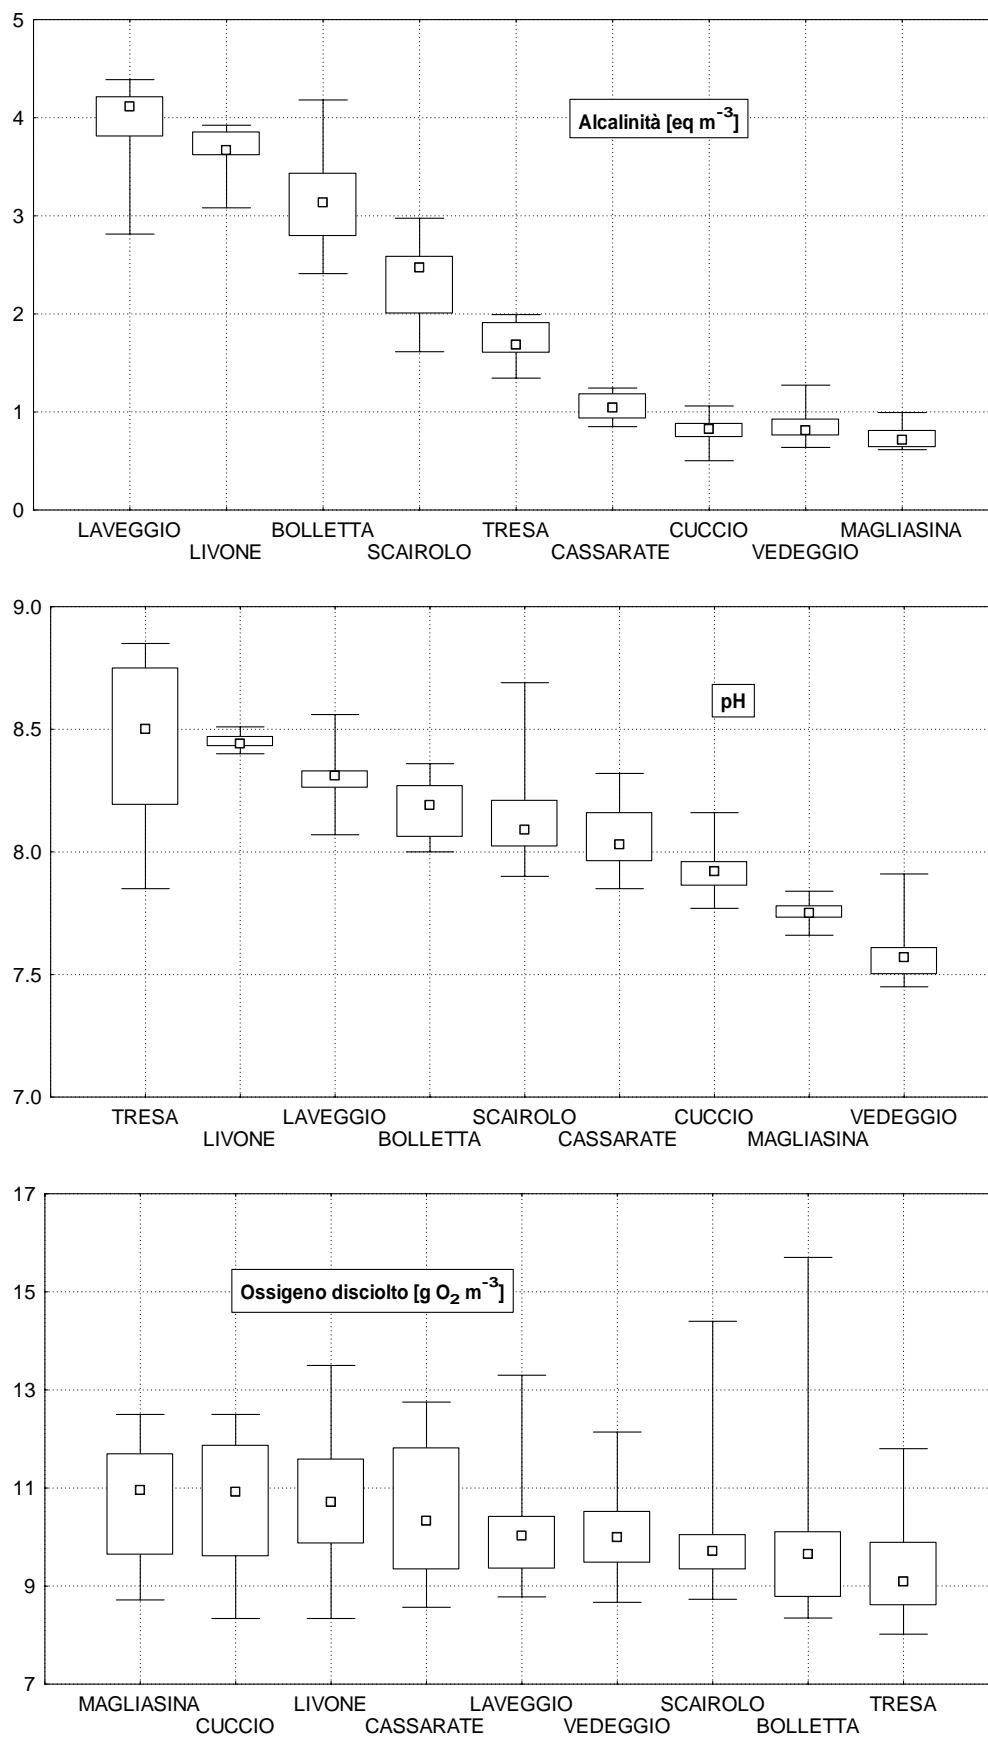 5
Alcalinità [eq m⁻³]
4
3
2
1
0
LAVEGGIO BOLLETTA TRESA CUCCIO MAGLIASINA
LIVONE SCAIROLO CASSARATE VEDEGGIO
9.0
pH
8.5
8.0
7.5
7.0
TRESA LAVEGGIO SCAIROLO CUCCIO VEDEGGIO
LIVONE BOLLETTA CASSARATE MAGLIASINA
17
15
Ossigeno disciolto [g O₂ m⁻³]
13
11
9
7
MAGLIASINA LIVONE LAVEGGIO SCAIROLO TRESA
CUCCIO CASSARATE VEDEGGIO BOLLETTA